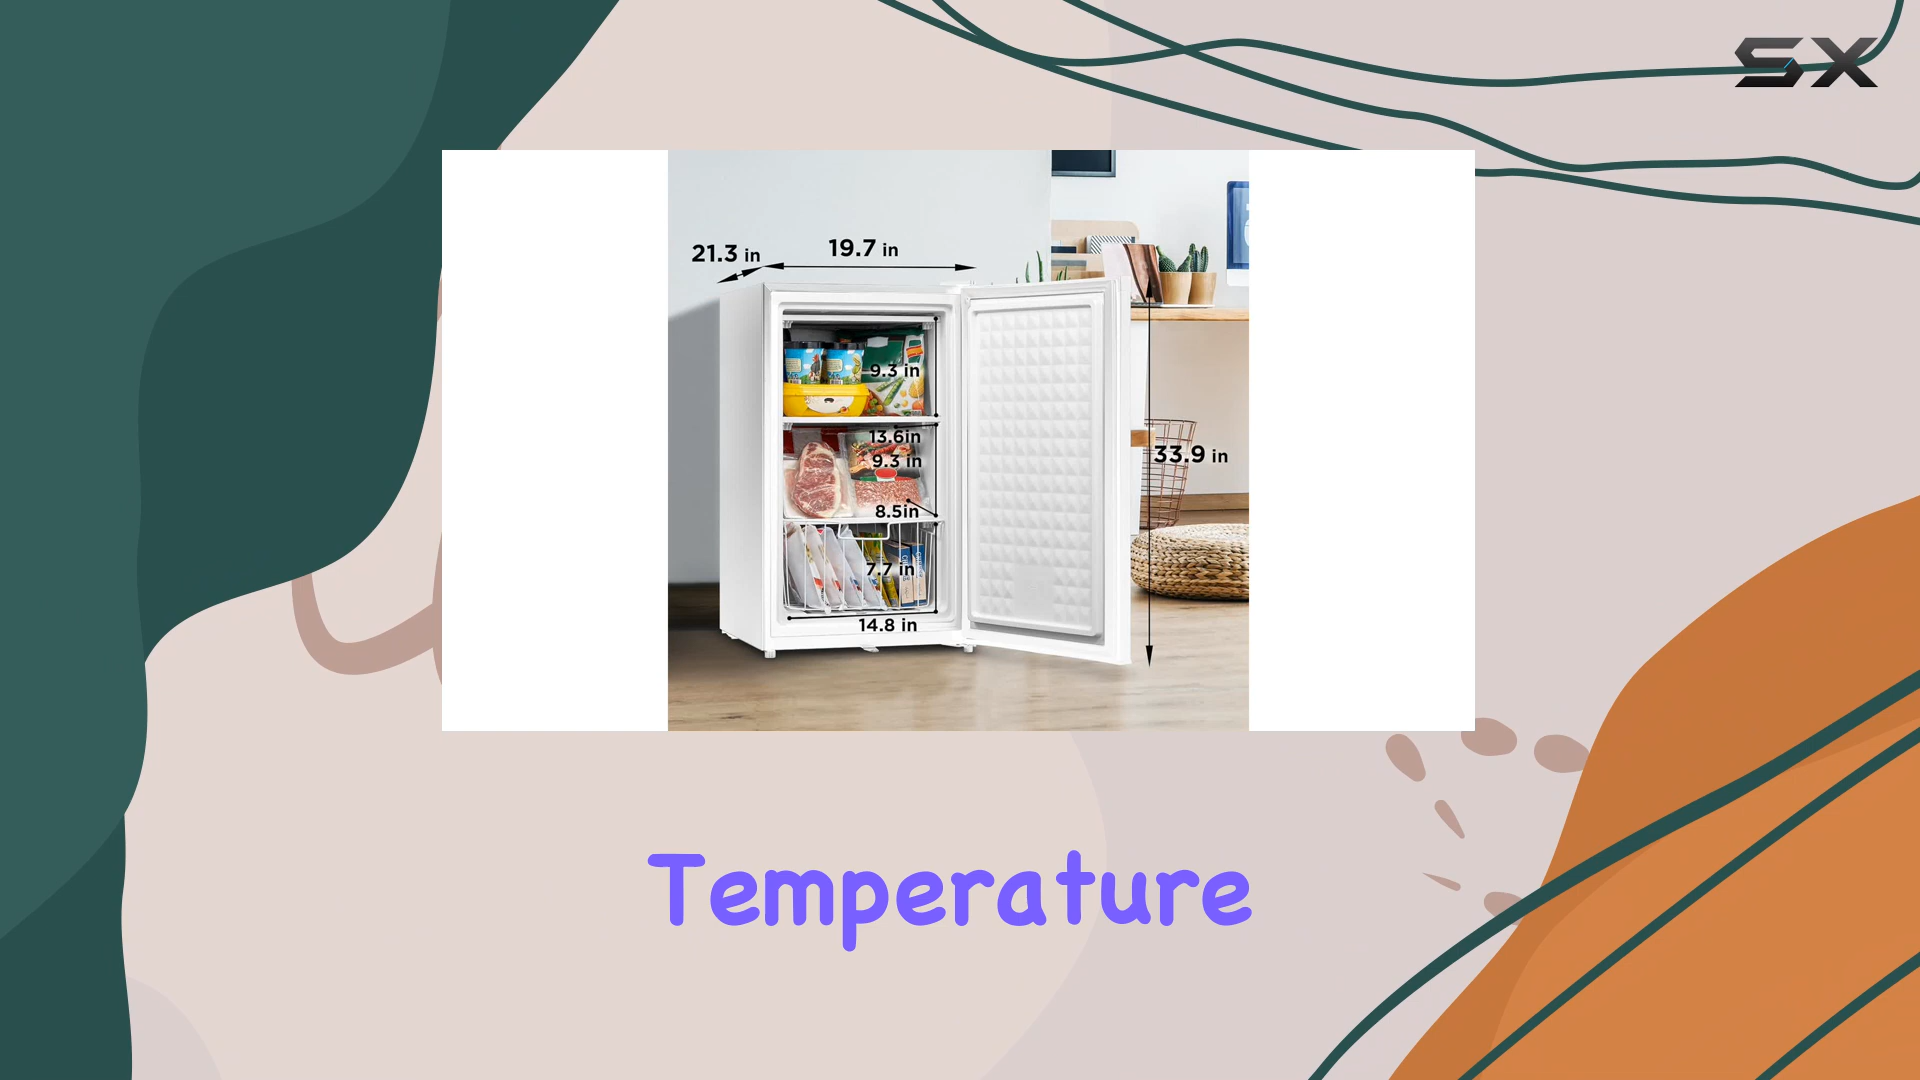 SX
21.3 in
19.7 in
9.3 in
13.6in
9.3 in
33.9 in
8.5in
7.7 in
14.8 in
Temperature